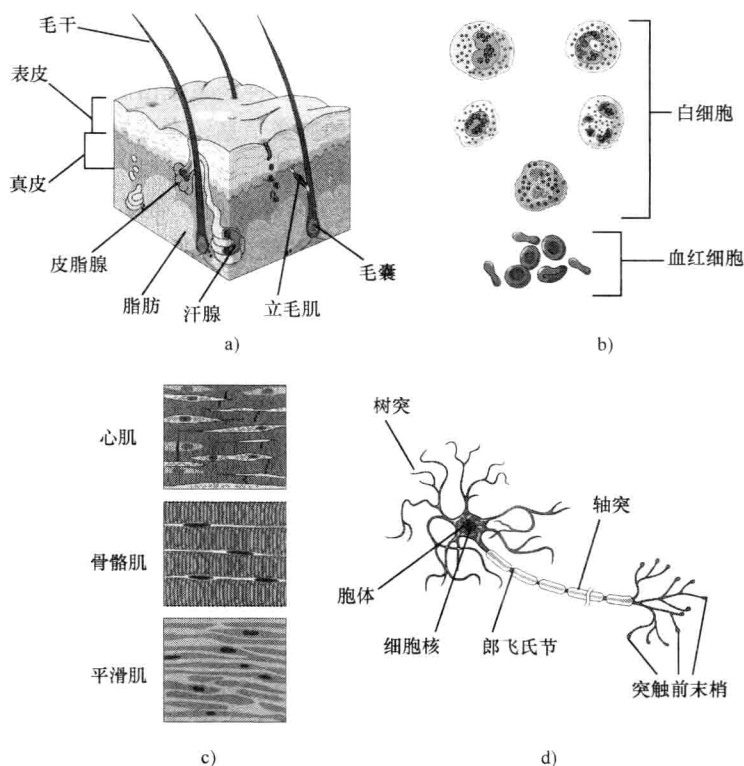 毛干
表皮
真皮
皮脂腺
脂肪
汗腺
立毛肌
毛囊
a)
白细胞
血红细胞
b)
心肌
骨骼肌
平滑肌
c)
树突
轴突
胞体
细胞核
郎飞氏节
突触前末梢
d)